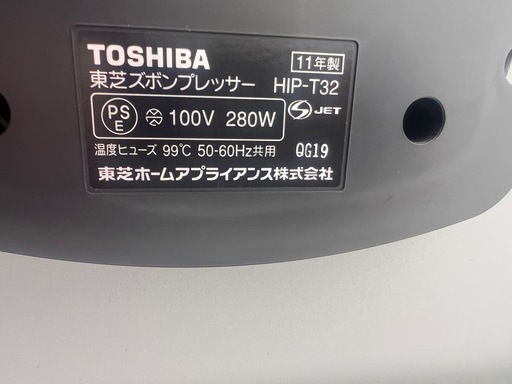 TOSHIBA 11年製
東芝ズボンプレッサー HIP-T32
PS E 100V 280W S JET
温度ヒューズ 99℃ 50-60Hz共用 QG19
東芝ホームアプライアンス株式会社